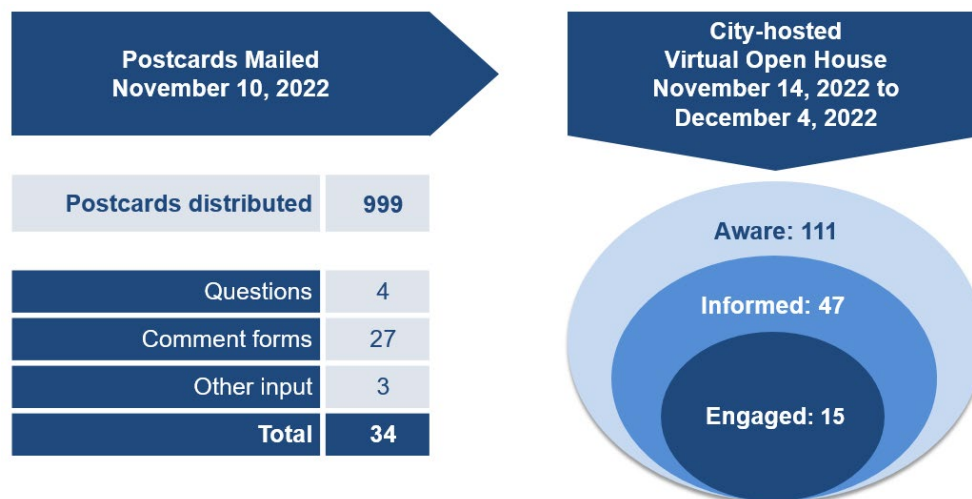 Postcards Mailed
November 10, 2022
City-hosted
Virtual Open House
November 14, 2022 to
December 4, 2022
Postcards distributed 999
Questions 4
Comment forms 27
Other input 3
Total 34
Aware: 111
Informed: 47
Engaged: 15